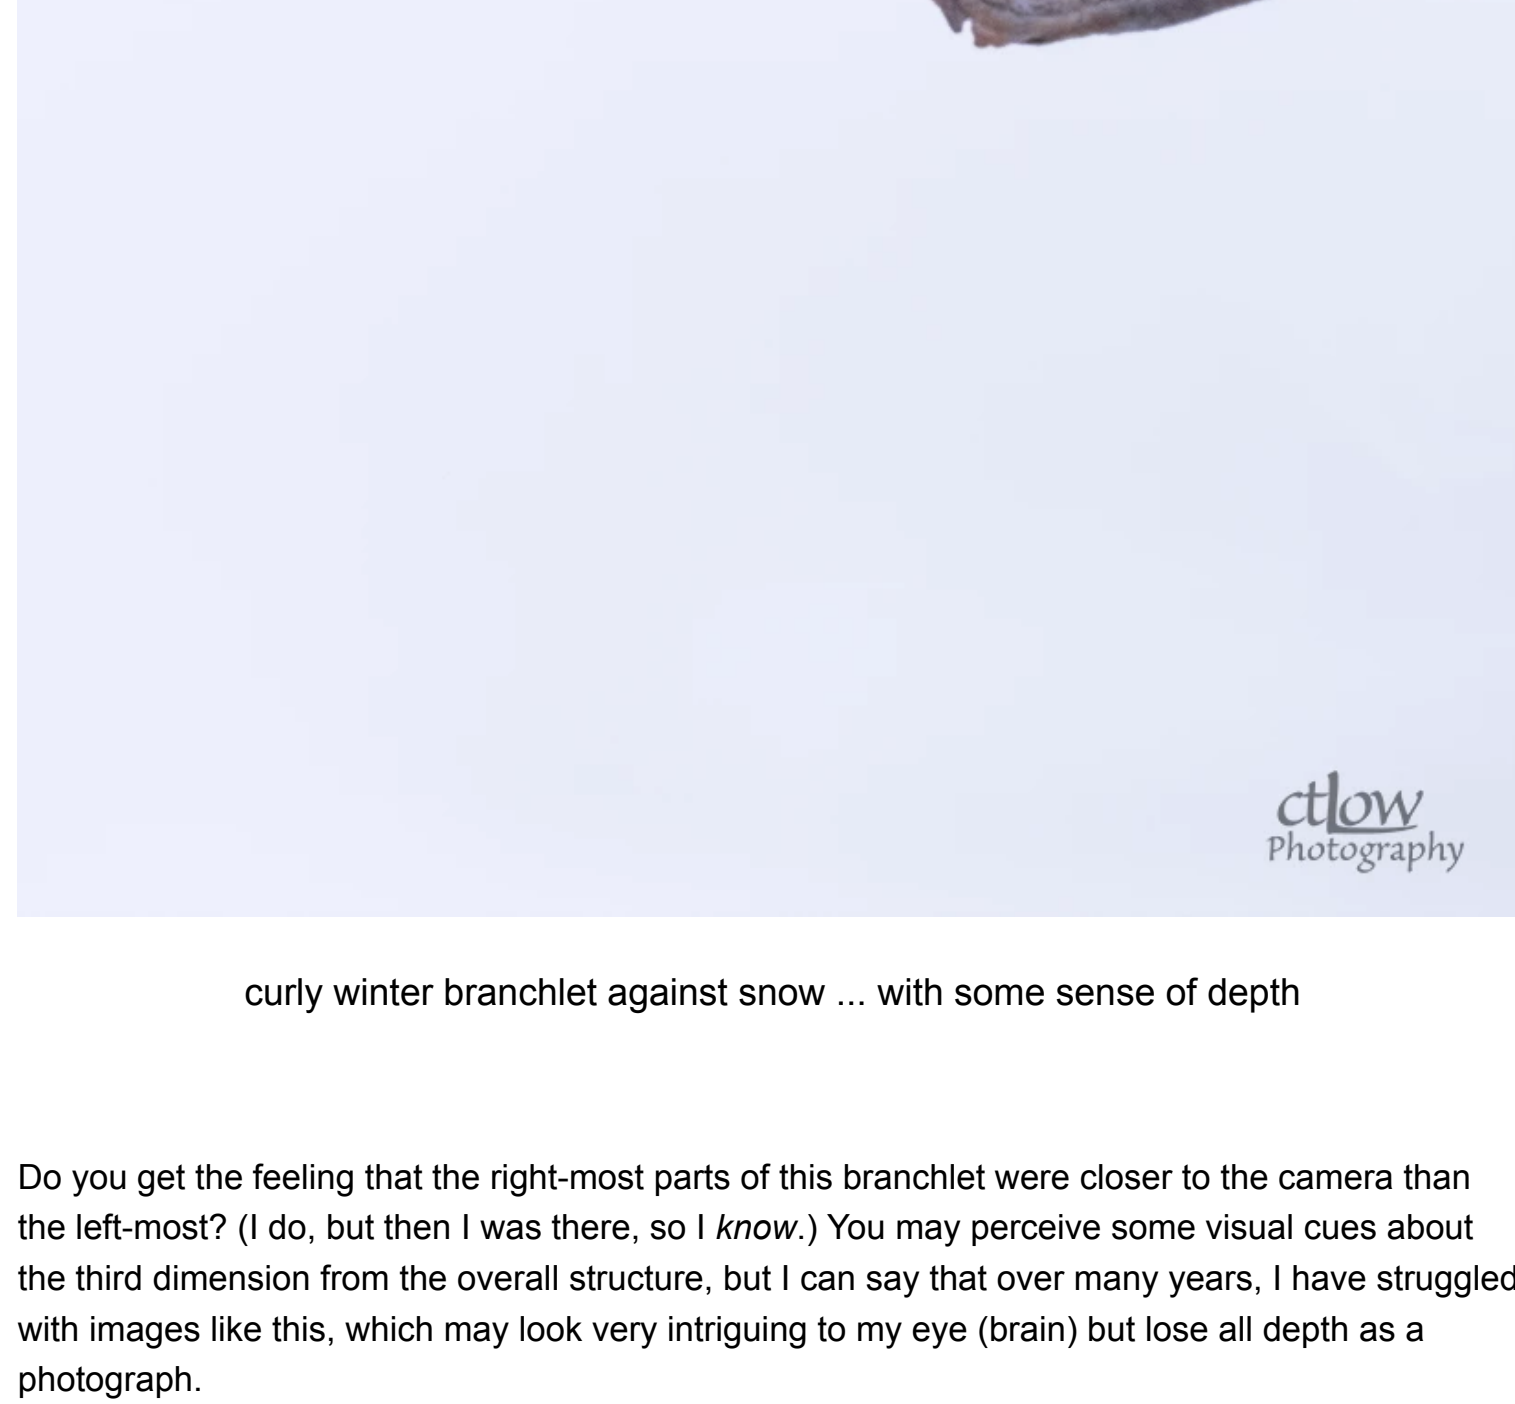 ctLow
Photography
curly winter branchlet against snow ... with some sense of depth
Do you get the feeling that the right-most parts of this branchlet were closer to the camera than
the left-most? (I do, but then I was there, so I know.) You may perceive some visual cues about
the third dimension from the overall structure, but I can say that over many years, I have struggled
with images like this, which may look very intriguing to my eye (brain) but lose all depth as a
photograph.